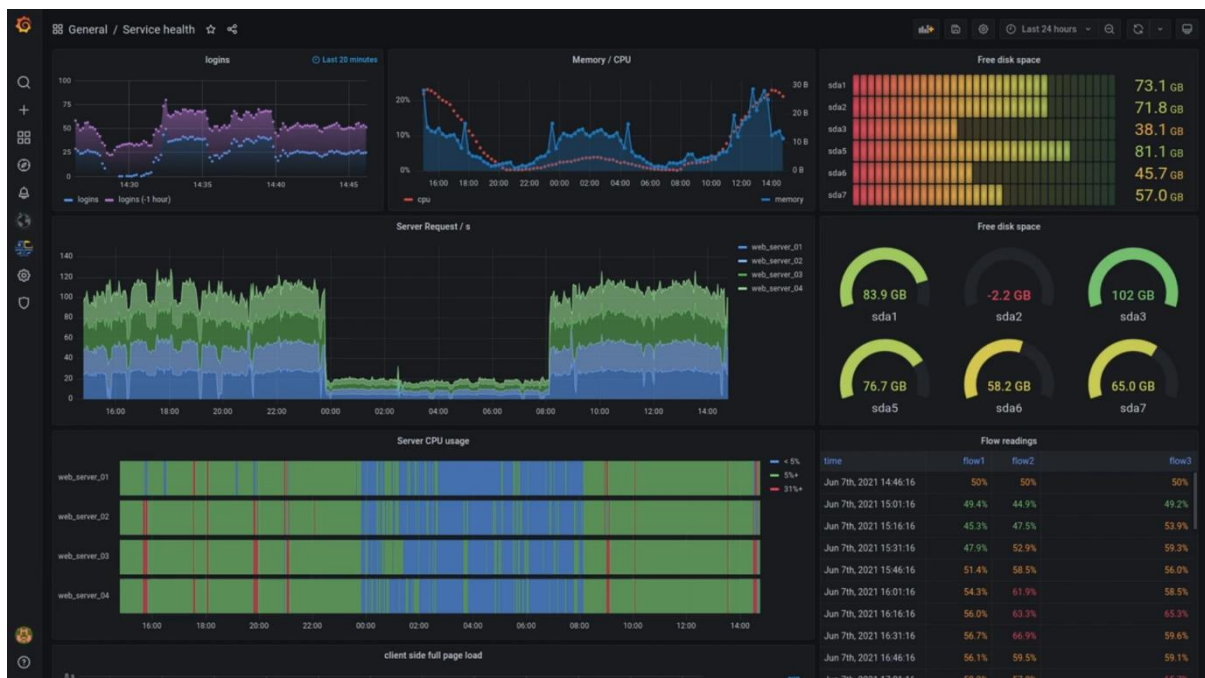 General / Service health
Last 24 hours
logins
Last 20 minutes
100
75
50
25
0
14:30 14:35 14:40 14:45
logins logins (-1 hour)
Memory / CPU
20%
10%
0%
30 B
20 B
10 B
0 B
16:00 18:00 20:00 22:00 00:00 02:00 04:00 06:00 08:00 10:00 12:00 14:00
cpu memory
Free disk space
sda1 73.1 GB
sda2 71.8 GB
sda3 38.1 GB
sda5 81.1 GB
sda6 45.7 GB
sda7 57.0 GB
Server Request / s
140
120
100
80
60
40
20
0
16:00 18:00 20:00 22:00 00:00 02:00 04:00 06:00 08:00 10:00 12:00 14:00
web_server_01
web_server_02
web_server_03
web_server_04
Free disk space
83.9 GB -2.2 GB 102 GB
sda1 sda2 sda3
76.7 GB 58.2 GB 65.0 GB
sda5 sda6 sda7
Server CPU usage
web_server_01
web_server_02
web_server_03
web_server_04
16:00 18:00 20:00 22:00 00:00 02:00 04:00 06:00 08:00 10:00 12:00 14:00
< 5%
5%+
31%+
Flow readings
time flow1 flow2 flow3
Jun 7th, 2021 14:46:16 50% 50% 50%
Jun 7th, 2021 15:01:16 49.4% 44.9% 49.2%
Jun 7th, 2021 15:16:16 45.3% 47.5% 53.9%
Jun 7th, 2021 15:31:16 47.9% 52.9% 59.3%
Jun 7th, 2021 15:46:16 51.4% 58.5% 56.0%
Jun 7th, 2021 16:01:16 54.3% 61.9% 58.5%
Jun 7th, 2021 16:16:16 56.0% 63.3% 65.3%
Jun 7th, 2021 16:31:16 56.7% 66.9% 59.6%
Jun 7th, 2021 16:46:16 56.1% 59.5% 59.1%
client side full page load